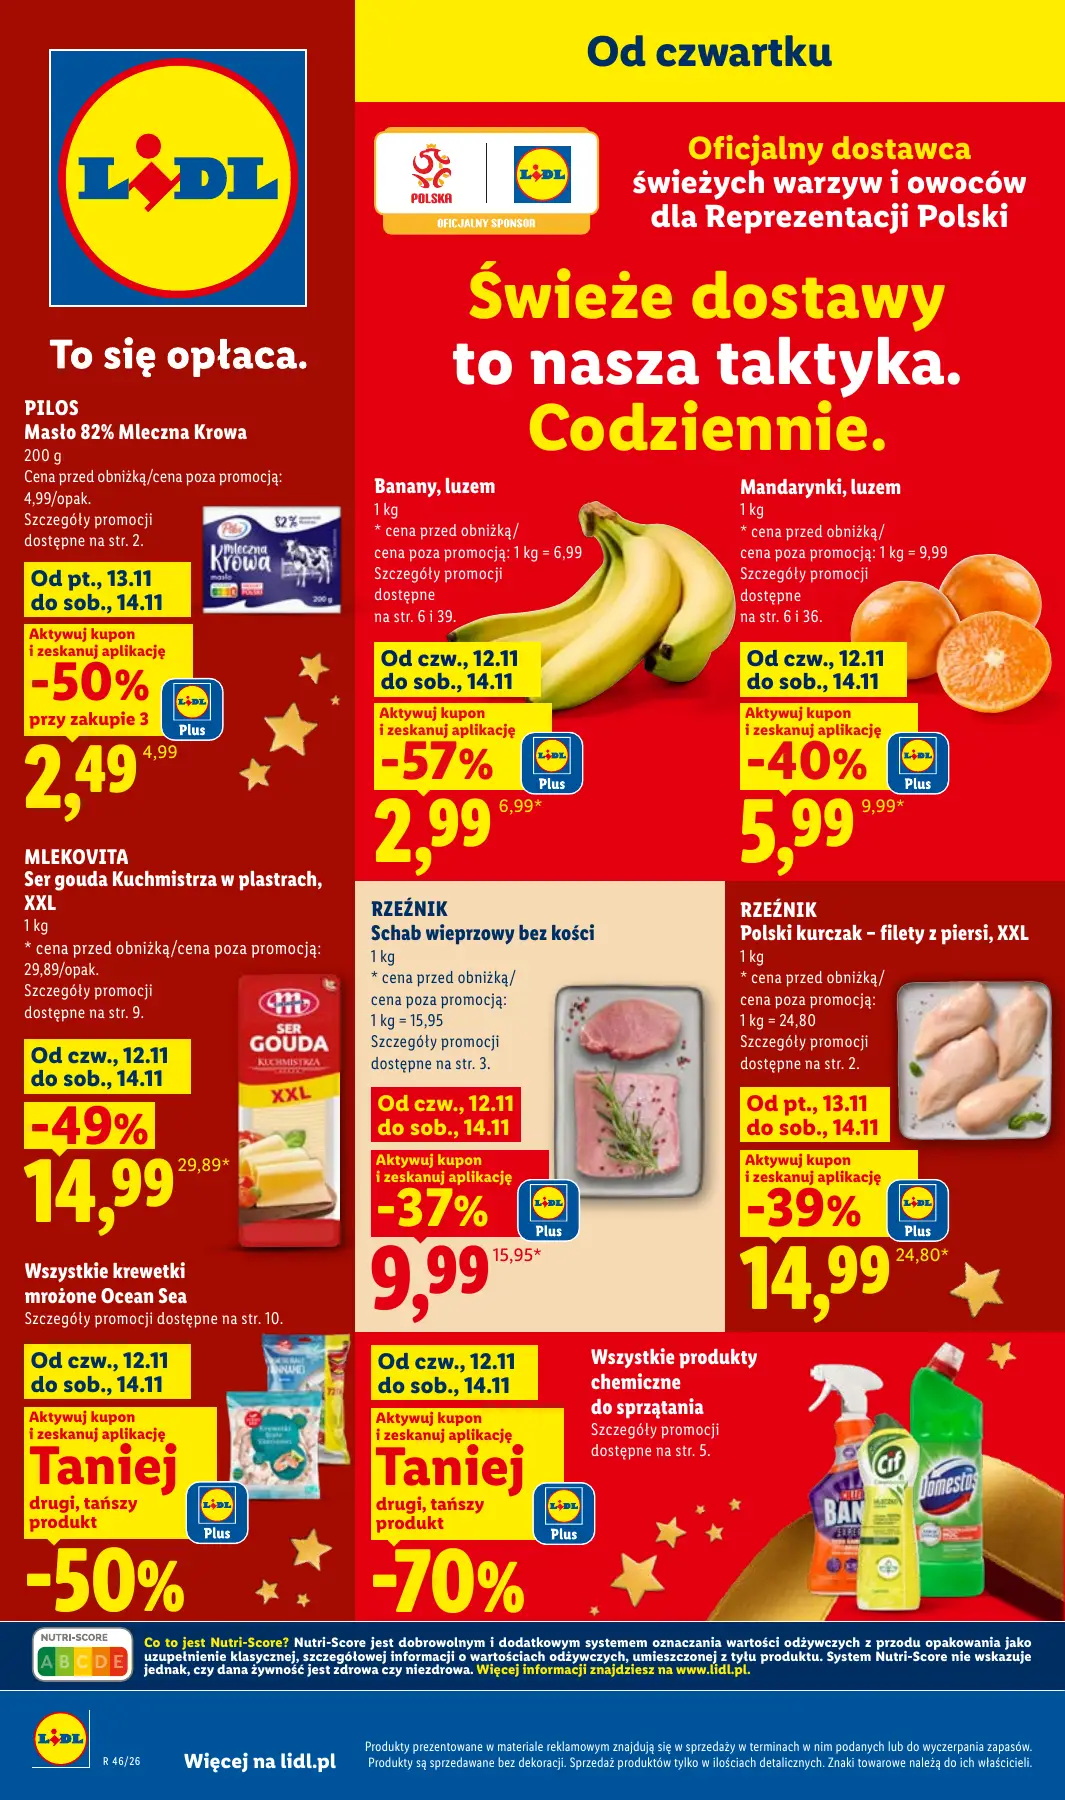 LIDL
To się opłaca.
Od czwartku
POLSKA
LIDL
OFICJALNY SPONSOR
Oficjalny dostawca
świeżych warzyw i owoców
dla Reprezentacji Polski
Świeże dostawy
to nasza taktyka.
Codziennie.
PILOS
Masło 82% Mleczna Krowa
200 g
Cena przed obniżką/cena poza promocją:
4,99/opak.
Szczegóły promocji
dostępne na str. 2.
Pilos
82%
mleczna
Krowa
masło
200 g
Od pt., 13.11
do sob., 14.11
Aktywuj kupon
i zeskanuj aplikację
-50%
przy zakupie 3
LIDL
Plus
2,49
4,99
Banany, luzem
1 kg
* cena przed obniżką/
cena poza promocją: 1 kg = 6,99
Szczegóły promocji
dostępne
na str. 6 i 39.
Od czw., 12.11
do sob., 14.11
Aktywuj kupon
i zeskanuj aplikację
-57%
LIDL
Plus
2,99
6,99*
Mandarynki, luzem
1 kg
* cena przed obniżką/
cena poza promocją: 1 kg = 9,99
Szczegóły promocji
dostępne
na str. 6 i 36.
Od czw., 12.11
do sob., 14.11
Aktywuj kupon
i zeskanuj aplikację
-40%
LIDL
Plus
5,99
9,99*
MLEKOVITA
Ser gouda Kuchmistrza w plastrach,
XXL
1 kg
* cena przed obniżką/cena poza promocją:
29,89/opak.
Szczegóły promocji
dostępne na str. 9.
SER
GOUDA
KUCHMISTRZA
XXL
Od czw., 12.11
do sob., 14.11
-49%
14,99
29,89*
RZEŹNIK
Schab wieprzowy bez kości
1 kg
* cena przed obniżką/
cena poza promocją:
1 kg = 15,95
Szczegóły promocji
dostępne na str. 3.
Od czw., 12.11
do sob., 14.11
Aktywuj kupon
i zeskanuj aplikację
-37%
LIDL
Plus
9,99
15,95*
RZEŹNIK
Polski kurczak – filety z piersi, XXL
1 kg
* cena przed obniżką/
cena poza promocją:
1 kg = 24,80
Szczegóły promocji
dostępne na str. 2.
Od pt., 13.11
do sob., 14.11
Aktywuj kupon
i zeskanuj aplikację
-39%
LIDL
Plus
14,99
24,80*
Wszystkie krewetki
mrożone Ocean Sea
Szczegóły promocji dostępne na str. 10.
Od czw., 12.11
do sob., 14.11
Aktywuj kupon
i zeskanuj aplikację
Taniej
drugi, tańszy
produkt
LIDL
Plus
-50%
Krewetki
Od czw., 12.11
do sob., 14.11
Aktywuj kupon
i zeskanuj aplikację
Taniej
drugi, tańszy
produkt
LIDL
Plus
-70%
Wszystkie produkty
chemiczne
do sprzątania
Szczegóły promocji
dostępne na str. 5.
Cif
Domestos
NUTRI-SCORE
A B C D E
Co to jest Nutri-Score? Nutri-Score jest dobrowolnym i dodatkowym systemem oznaczania wartości odżywczych z przodu opakowania jako
uzupełnienie klasycznej, szczegółowej informacji o wartościach odżywczych, umieszczonej z tyłu produktu. System Nutri-Score nie wskazuje
jednak, czy dana żywność jest zdrowa czy niezdrowa. Więcej informacji znajdziesz na www.lidl.pl.
LIDL
R 46/26
Więcej na lidl.pl
Produkty prezentowane w materiale reklamowym znajdują się w sprzedaży w terminach w nim podanych lub do wyczerpania zapasów.
Produkty są sprzedawane bez dekoracji. Sprzedaż produktów tylko w ilościach detalicznych. Znaki towarowe należą do ich właścicieli.